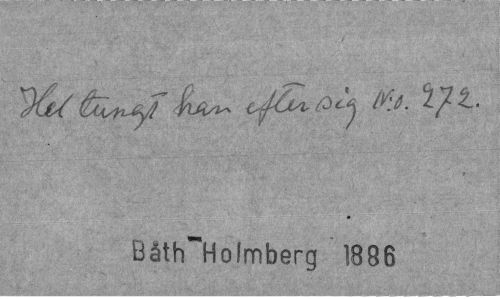 Hel tungt han efter sig N:o. 272.
Båth-Holmberg 1886